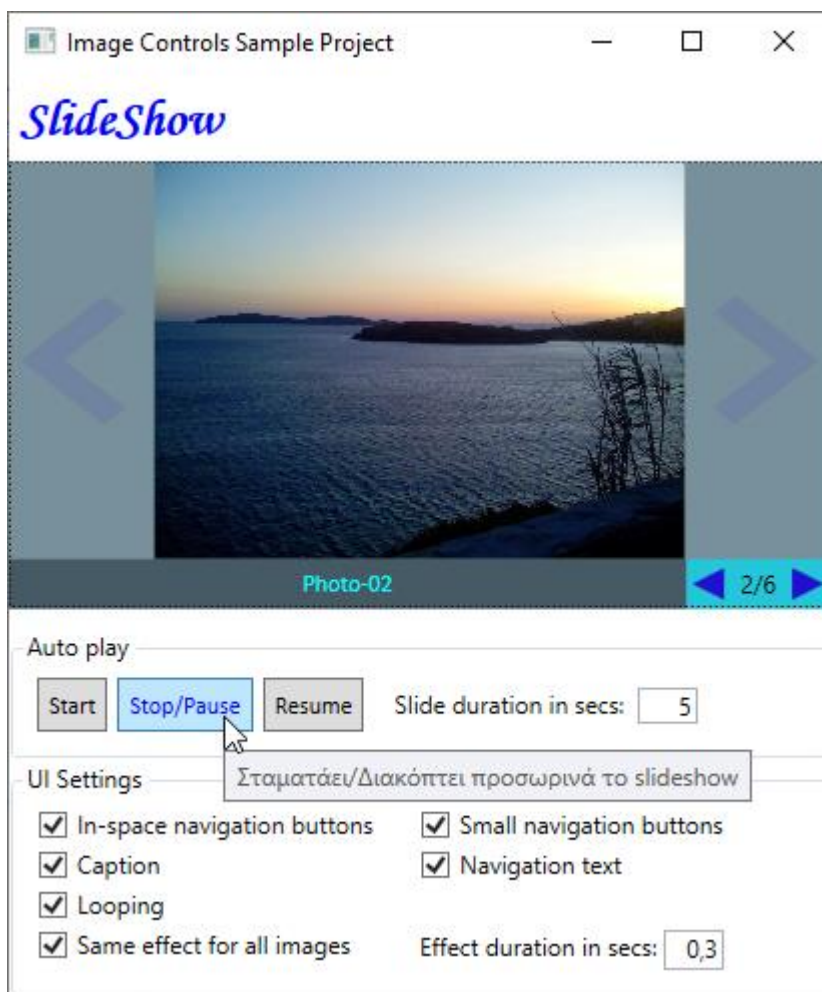 Image Controls Sample Project
SlideShow
Photo-02 2/6
Auto play
Start Stop/Pause Resume Slide duration in secs: 5
Σταματάει/Διακόπτει προσωρινά το slideshow
UI Settings
In-space navigation buttons Small navigation buttons
Caption Navigation text
Looping
Same effect for all images Effect duration in secs: 0,3